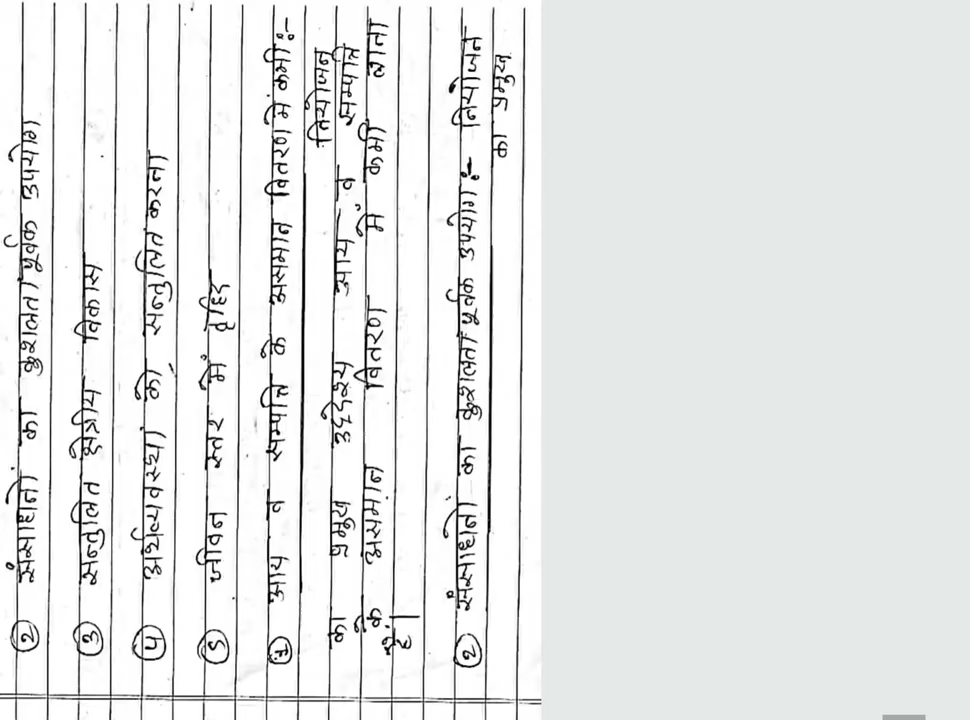 ② संसाधनों का कुशलता पूर्वक उपयोग
③ सन्तुलित क्षेत्रीय विकास
④ अर्थव्यवस्था को सन्तुलित करना
⑤ जीवन स्तर में वृद्धि
① आय व सम्पत्ति के असमान वितरण में कमी :- नियोजन
का प्रमुख उद्देश्य आय व सम्पत्ति
के असमान वितरण में कमी लाना
है।
② संसाधनों का कुशलता पूर्वक उपयोग :- नियोजन
का प्रमुख